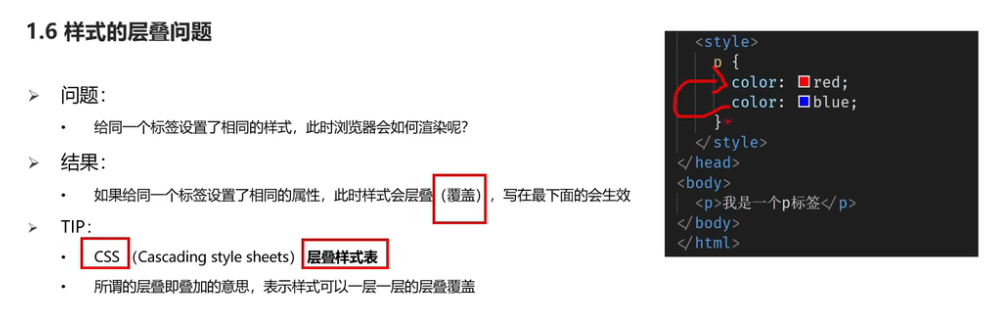 1.6 样式的层叠问题
➢ 问题：
• 给同一个标签设置了相同的样式，此时浏览器会如何渲染呢？
➢ 结果：
• 如果给同一个标签设置了相同的属性，此时样式会层叠（覆盖），写在最下面的会生效
➢ TIP：
• CSS（Cascading style sheets）层叠样式表
• 所谓的层叠即叠加的意思，表示样式可以一层一层的层叠覆盖
<style>
p {
color: red;
color: blue;
}
</style>
</head>
<body>
<p>我是一个p标签</p>
</body>
</html>